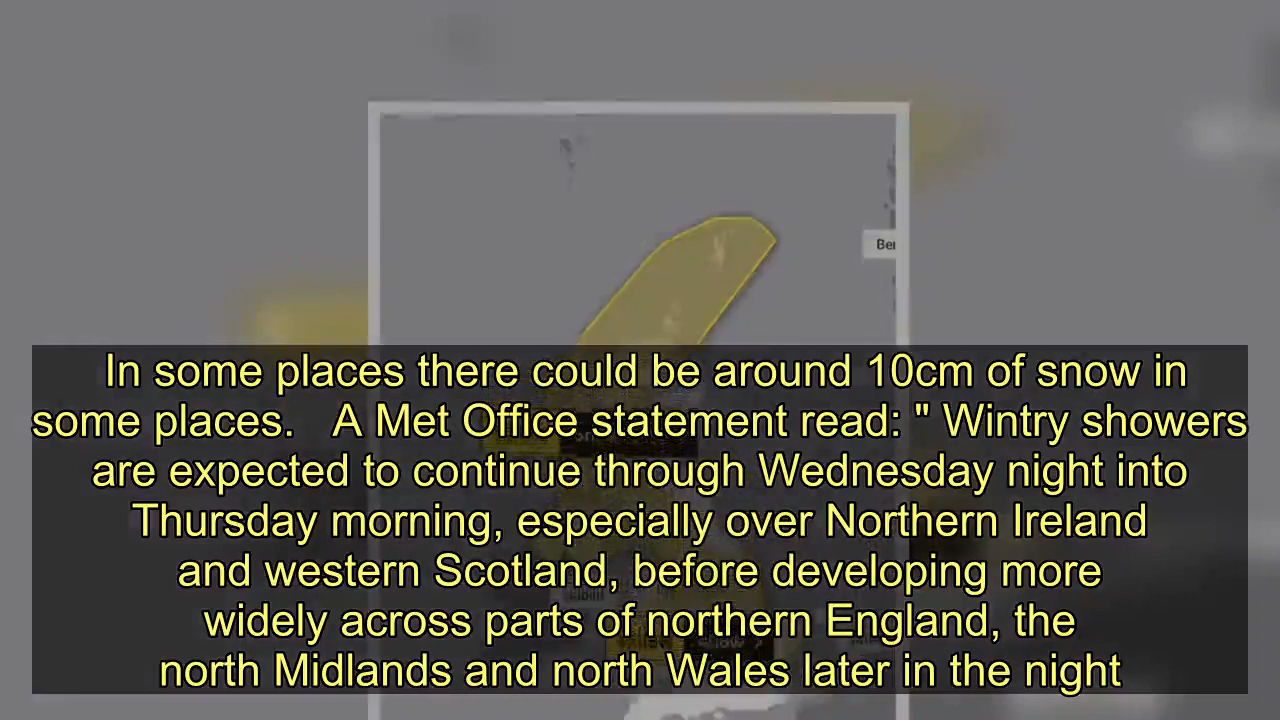 Ber
In some places there could be around 10cm of snow in
some places. A Met Office statement read: " Wintry showers
are expected to continue through Wednesday night into
Thursday morning, especially over Northern Ireland
and western Scotland, before developing more
widely across parts of northern England, the
north Midlands and north Wales later in the night